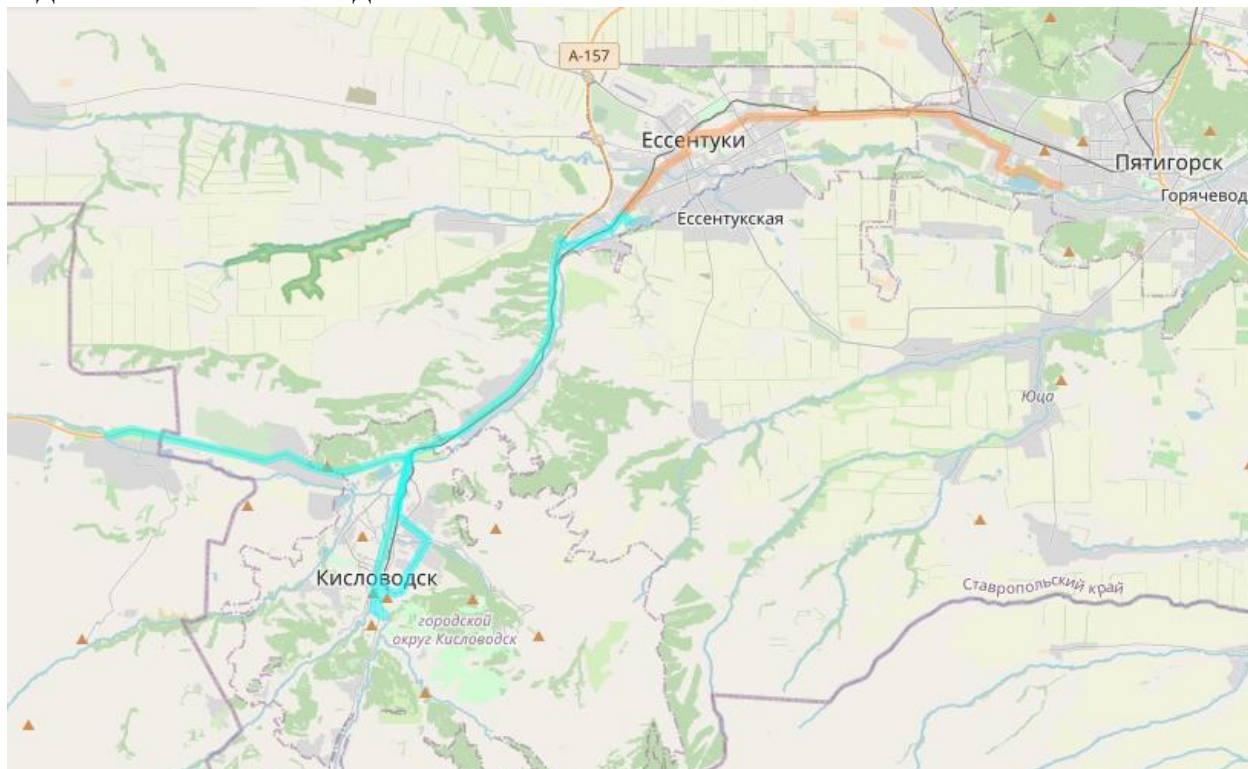 А-157
Ессентуки
Пятигорск
Горячевод
Ессентукская
Юца
Ставропольский край
Кисловодск
городской
округ Кисловодск